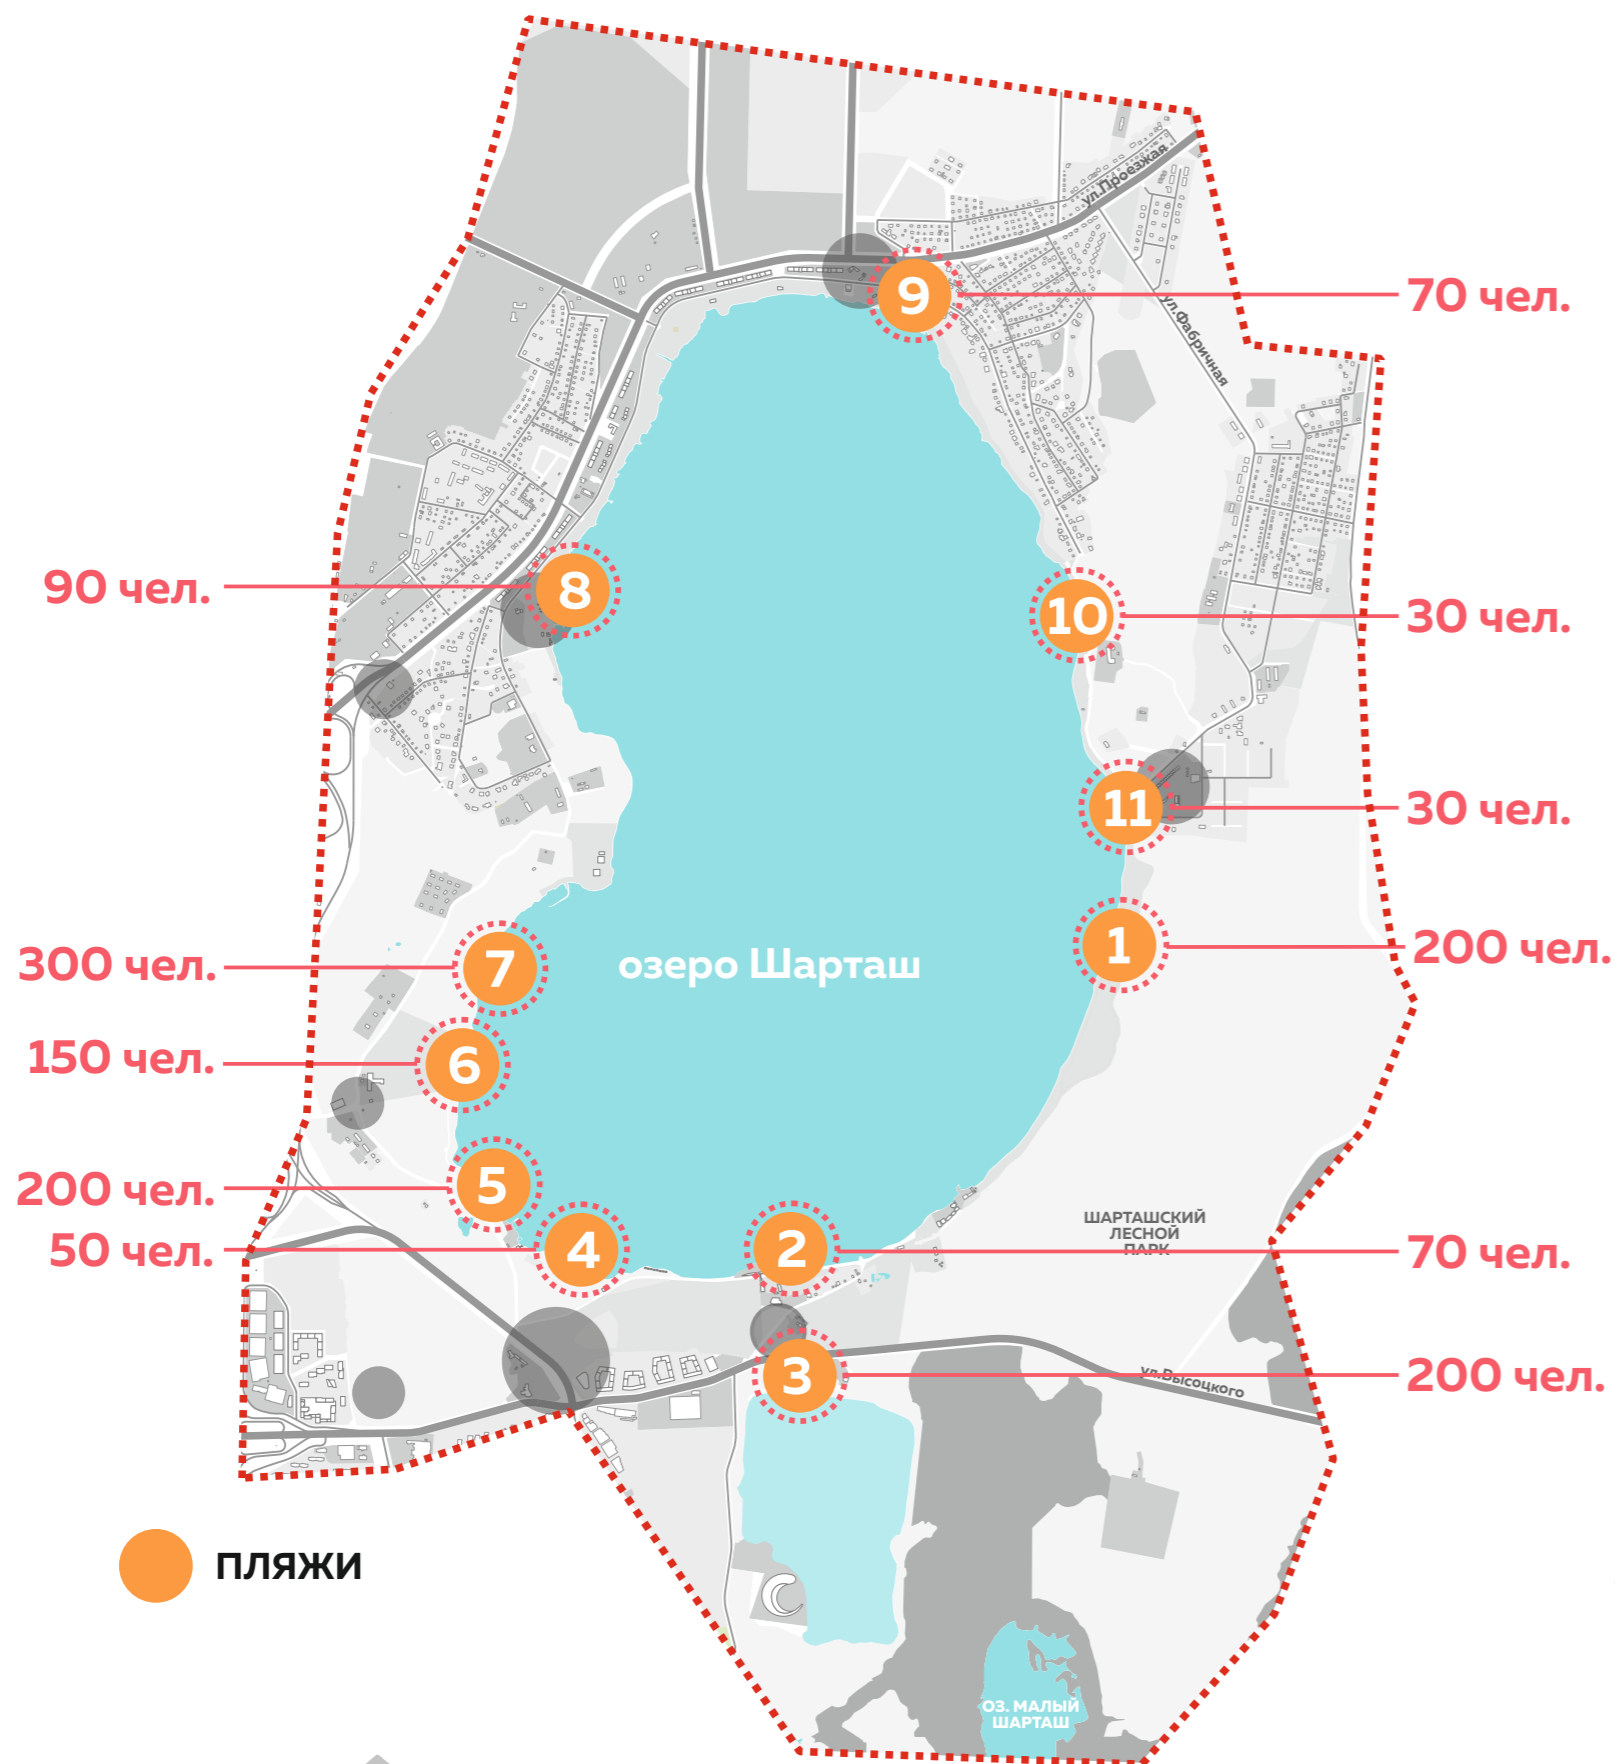 ул.Проезжая
9
70 чел.
ул.Фабричная
90 чел.
8
10
30 чел.
11
30 чел.
300 чел.
7
озеро Шарташ
1
200 чел.
150 чел.
6
200 чел.
5
50 чел.
4
2
ШАРТАШСКИЙ
ЛЕСНОЙ
ПАРК
70 чел.
3
ул.Высоцкого
200 чел.
ПЛЯЖИ
ОЗ. МАЛЫЙ
ШАРТАШ